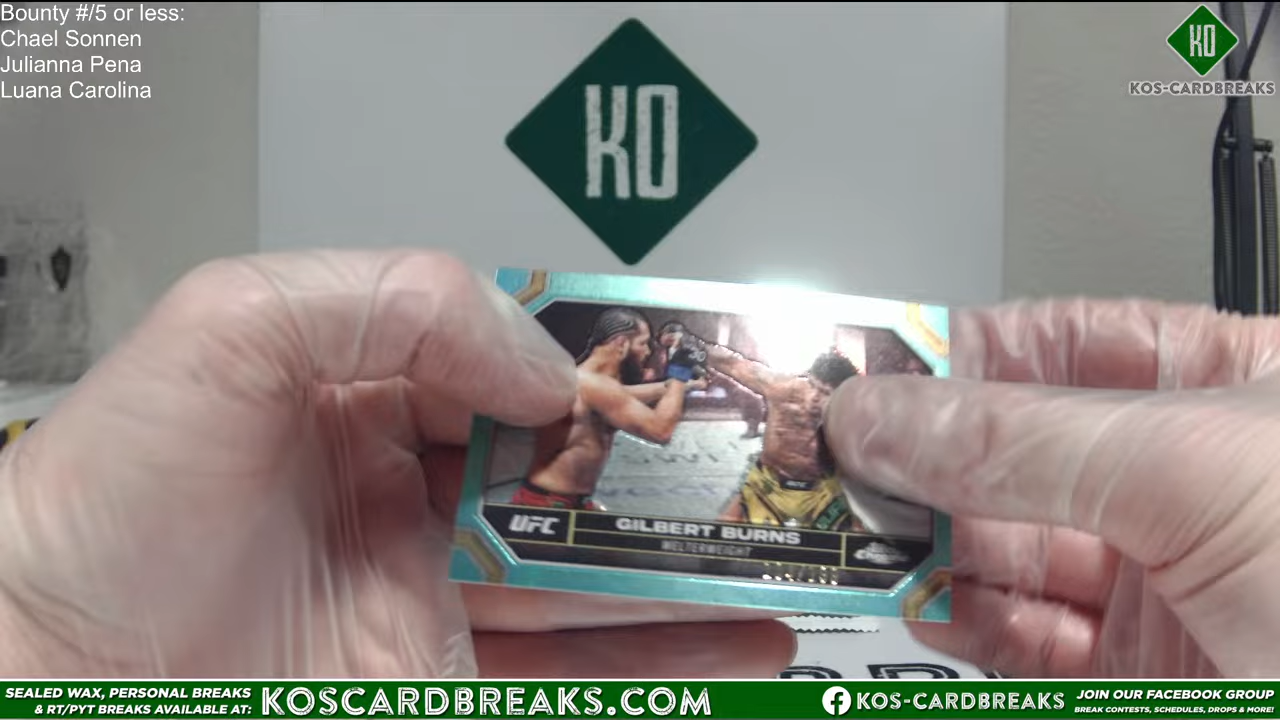 Bounty #/5 or less:
Chael Sonnen
Julianna Pena
Luana Carolina
KO
KO
KOS-CARDBREAKS
UFC
GILBERT BURNS
WELTERWEIGHT
SEALED WAX, PERSONAL BREAKS
& RT/PYT BREAKS AVAILABLE AT:
KOSCARDBREAKS.COM
KOS-CARDBREAKS
JOIN OUR FACEBOOK GROUP
BREAK CONTESTS, SCHEDULES, DROPS & MORE!